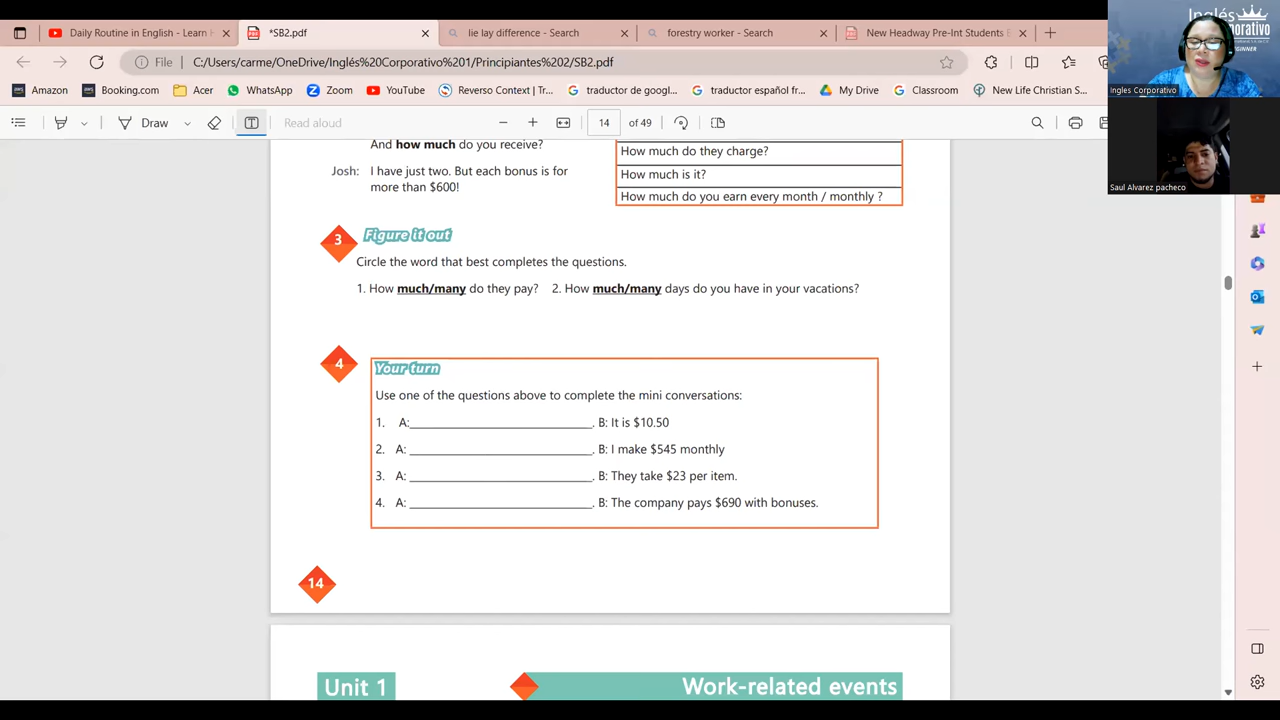 Daily Routine in English - Learn H
*SB2.pdf
lie lay difference - Search
forestry worker - Search
New Headway Pre-Int Students B
Inglés
Corporativo
File
C:/Users/carme/OneDrive/Inglés%20Corporativo%201/Principiantes%202/SB2.pdf
Amazon
Booking.com
Acer
WhatsApp
Zoom
YouTube
Reverso Context | Tr...
traductor de googl...
traductor español fr...
My Drive
Classroom
New Life Christian S...
Ingles Corporativo
Draw
Read aloud
14
of 49
Saul Alvarez pacheco
And how much do you receive?
Josh: I have just two. But each bonus is for
more than $600!
How much do they charge?
How much is it?
How much do you earn every month / monthly ?
3
Figure it out
Circle the word that best completes the questions.
1. How much/many do they pay? 2. How much/many days do you have in your vacations?
4
Your turn
Use one of the questions above to complete the mini conversations:
1. A:____________________. B: It is $10.50
2. A: ____________________. B: I make $545 monthly
3. A: ____________________. B: They take $23 per item.
4. A: ____________________. B: The company pays $690 with bonuses.
14
Unit 1
Work-related events